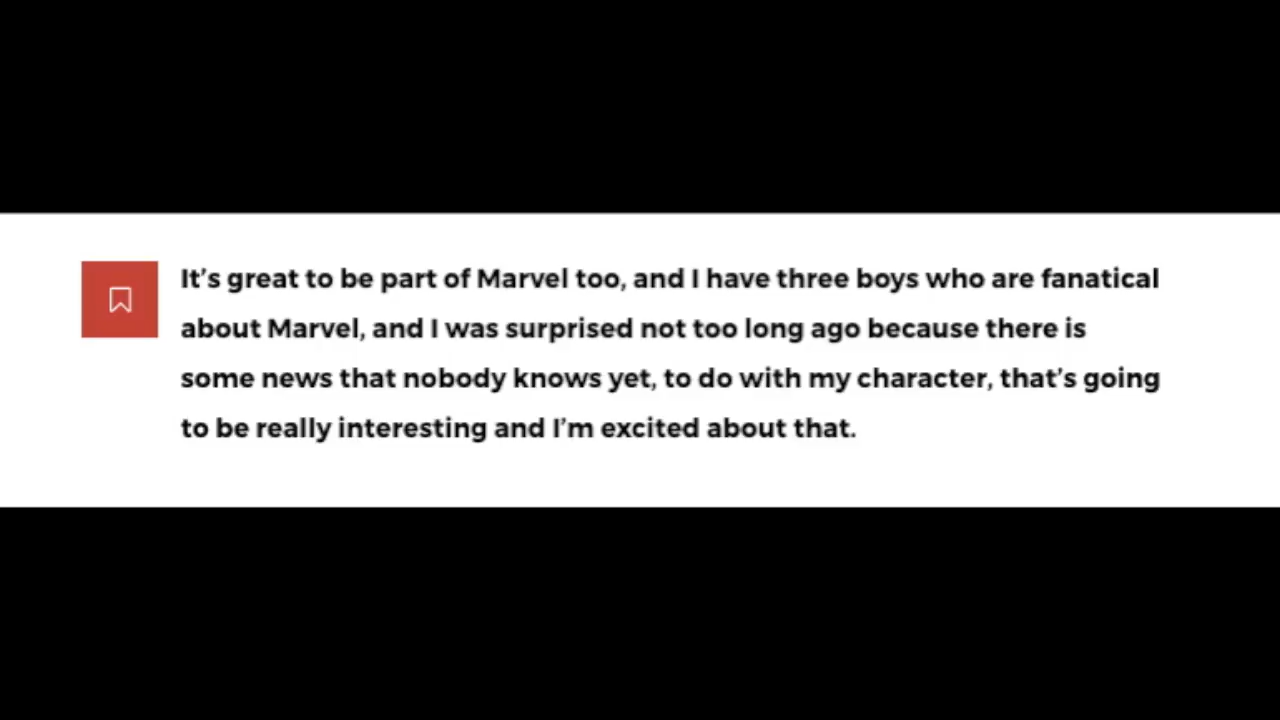 It's great to be part of Marvel too, and I have three boys who are fanatical
about Marvel, and I was surprised not too long ago because there is
some news that nobody knows yet, to do with my character, that's going
to be really interesting and I'm excited about that.